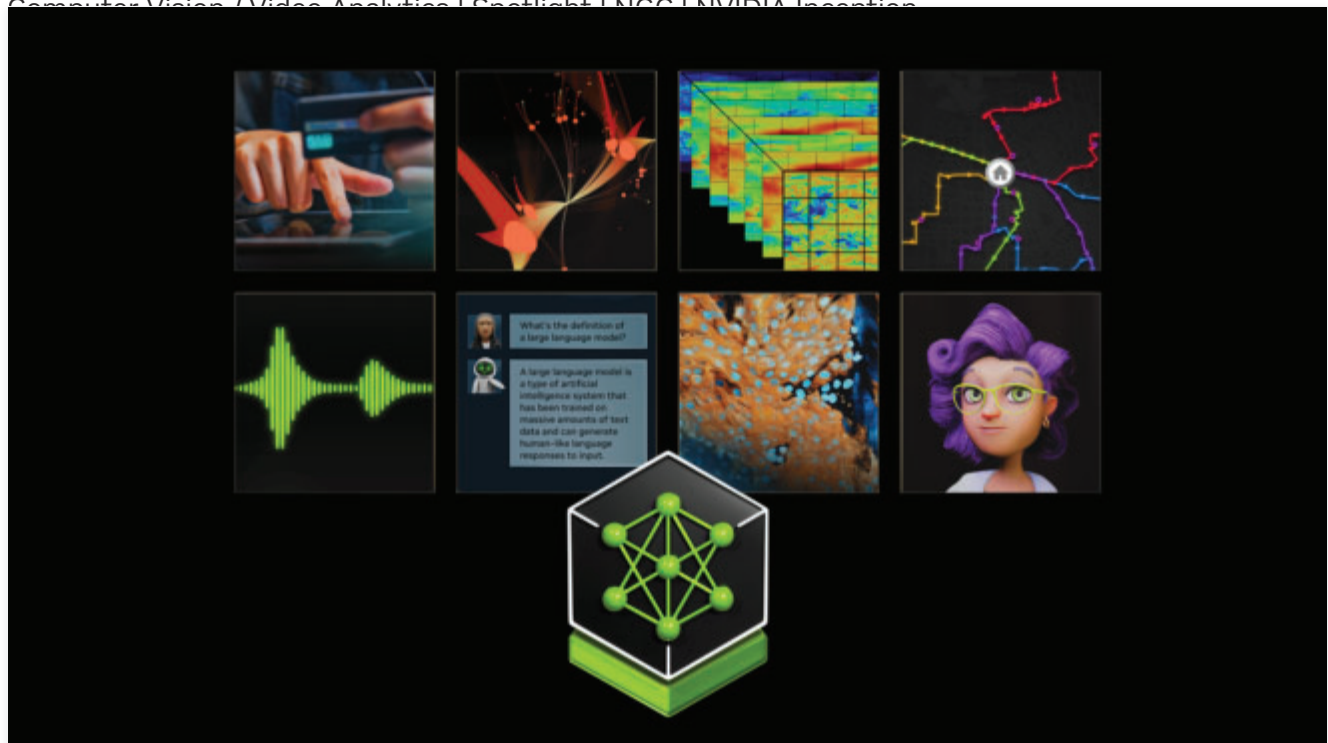 Computer Vision / Video Analytics | Spotlight | NGC | NVIDIA Inception
What's the definition of
a large language model?
A large language model is
a type of artificial
intelligence system that
has been trained on
massive amounts of text
data and can generate
human-like language
responses to input.